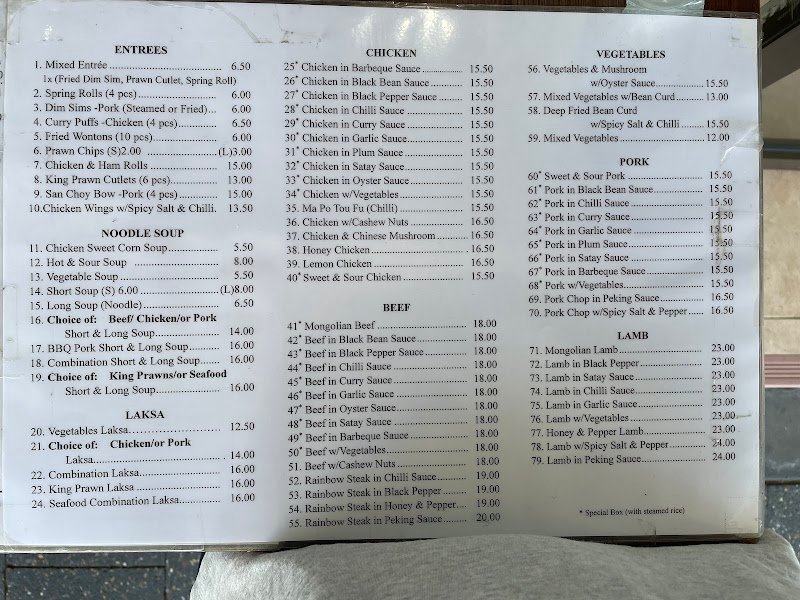 ENTREES
1. Mixed Entrée 6.50
1x (Fried Dim Sim, Prawn Cutlet, Spring Roll)
2. Spring Rolls (4 pcs) 6.00
3. Dim Sims -Pork (Steamed or Fried) 6.00
4. Curry Puffs -Chicken (4 pcs) 6.50
5. Fried Wontons (10 pcs) 6.00
6. Prawn Chips (S)2.00 (L)3.00
7. Chicken & Ham Rolls 15.00
8. King Prawn Cutlets (6 pcs) 13.00
9. San Choy Bow -Pork (4 pcs) 15.00
10.Chicken Wings w/Spicy Salt & Chilli. 13.50
NOODLE SOUP
11. Chicken Sweet Corn Soup 5.50
12. Hot & Sour Soup 8.00
13. Vegetable Soup 5.50
14. Short Soup (S) 6.00 (L)8.00
15. Long Soup (Noodle) 6.50
16. Choice of: Beef/ Chicken/or Pork
Short & Long Soup 14.00
17. BBQ Pork Short & Long Soup 16.00
18. Combination Short & Long Soup 16.00
19. Choice of: King Prawns/or Seafood
Short & Long Soup 16.00
LAKSA
20. Vegetables Laksa 12.50
21. Choice of: Chicken/or Pork
Laksa 14.00
22. Combination Laksa 16.00
23. King Prawn Laksa 16.00
24. Seafood Combination Laksa 16.00
CHICKEN
25* Chicken in Barbeque Sauce 15.50
26* Chicken in Black Bean Sauce 15.50
27* Chicken in Black Pepper Sauce 15.50
28* Chicken in Chilli Sauce 15.50
29* Chicken in Curry Sauce 15.50
30* Chicken in Garlic Sauce 15.50
31* Chicken in Plum Sauce 15.50
32* Chicken in Satay Sauce 15.50
33* Chicken in Oyster Sauce 15.50
34* Chicken w/Vegetables 15.50
35. Ma Po Tou Fu (Chilli) 15.50
36. Chicken w/Cashew Nuts 16.50
37. Chicken & Chinese Mushroom 16.50
38. Honey Chicken 16.50
39. Lemon Chicken 16.50
40* Sweet & Sour Chicken 15.50
BEEF
41* Mongolian Beef 18.00
42* Beef in Black Bean Sauce 18.00
43* Beef in Black Pepper Sauce 18.00
44* Beef in Chilli Sauce 18.00
45* Beef in Curry Sauce 18.00
46* Beef in Garlic Sauce 18.00
47* Beef in Oyster Sauce 18.00
48* Beef in Satay Sauce 18.00
49* Beef in Barbeque Sauce 18.00
50* Beef w/Vegetables 18.00
51. Beef w/Cashew Nuts 18.00
52. Rainbow Steak in Chilli Sauce 19.00
53. Rainbow Steak in Black Pepper 19.00
54. Rainbow Steak in Honey & Pepper 19.00
55. Rainbow Steak in Peking Sauce 20.00
VEGETABLES
56. Vegetables & Mushroom
w/Oyster Sauce 15.50
57. Mixed Vegetables w/Bean Curd 13.00
58. Deep Fried Bean Curd
w/Spicy Salt & Chilli 15.50
59. Mixed Vegetables 12.00
PORK
60* Sweet & Sour Pork 15.50
61* Pork in Black Bean Sauce 15.50
62* Pork in Chilli Sauce 15.50
63* Pork in Curry Sauce 15.50
64* Pork in Garlic Sauce 15.50
65* Pork in Plum Sauce 15.50
66* Pork in Satay Sauce 15.50
67* Pork in Barbeque Sauce 15.50
68* Pork w/Vegetables 15.50
69. Pork Chop in Peking Sauce 16.50
70. Pork Chop w/Spicy Salt & Pepper 16.50
LAMB
71. Mongolian Lamb 23.00
72. Lamb in Black Pepper 23.00
73. Lamb in Satay Sauce 23.00
74. Lamb in Chilli Sauce 23.00
75. Lamb in Garlic Sauce 23.00
76. Lamb w/Vegetables 23.00
77. Honey & Pepper Lamb 23.00
78. Lamb w/Spicy Salt & Pepper 24.00
79. Lamb in Peking Sauce 24.00
* Special Box (with steamed rice)